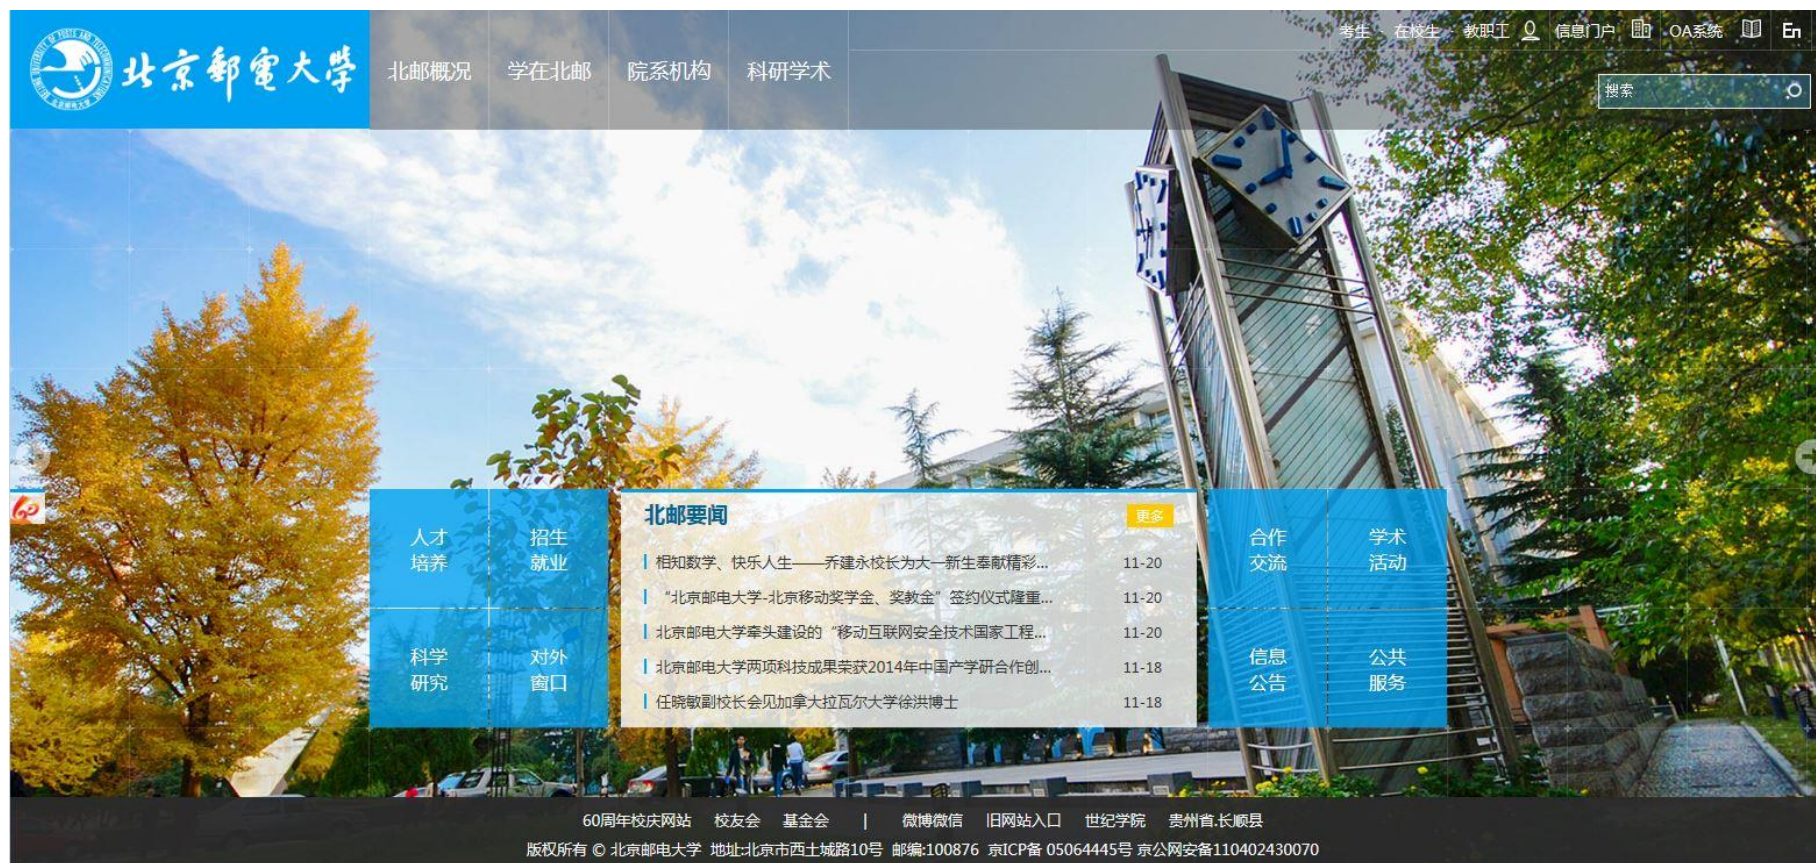 北京郵電大學
北邮概况 学在北邮 院系机构 科研学术
考生 在校生 教职工 信息门户 OA系统 En
搜索
人才
培养
招生
就业
科学
研究
对外
窗口
北邮要闻 更多
相知数学、快乐人生——乔建永校长为大一新生奉献精彩... 11-20
“北京邮电大学-北京移动奖学金、奖教金”签约仪式隆重... 11-20
北京邮电大学牵头建设的“移动互联网安全技术国家工程... 11-20
北京邮电大学两项科技成果荣获2014年中国产学研合作创... 11-18
任晓敏副校长会见加拿大拉瓦尔大学徐洪博士 11-18
合作
交流
学术
活动
信息
公告
公共
服务
60周年校庆网站 校友会 基金会 | 微博微信 旧网站入口 世纪学院 贵州省.长顺县
版权所有 © 北京邮电大学 地址:北京市西土城路10号 邮编:100876 京ICP备 05064445号 京公网安备110402430070